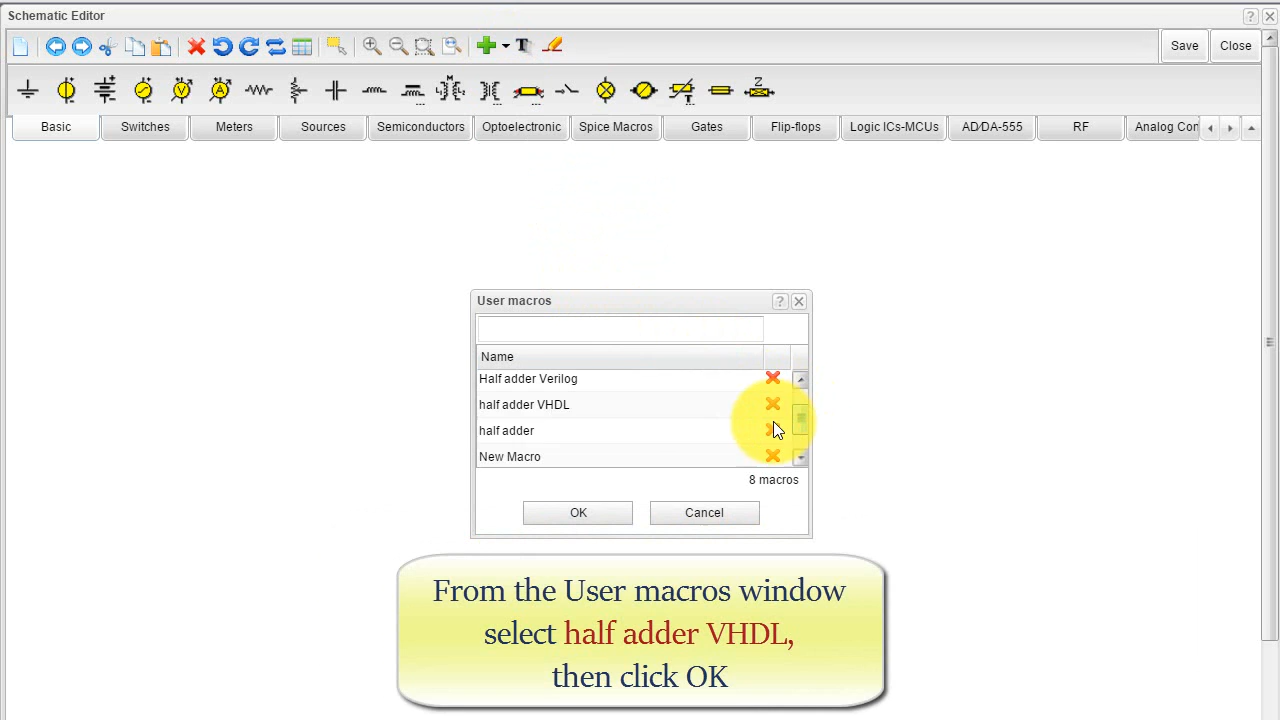 Schematic Editor
Save
Close
Basic
Switches
Meters
Sources
Semiconductors
Optoelectronic
Spice Macros
Gates
Flip-flops
Logic ICs-MCUs
AD/DA-555
RF
Analog Con
User macros
Name
Half adder Verilog
half adder VHDL
half adder
New Macro
8 macros
OK
Cancel
From the User macros window
select half adder VHDL,
then click OK